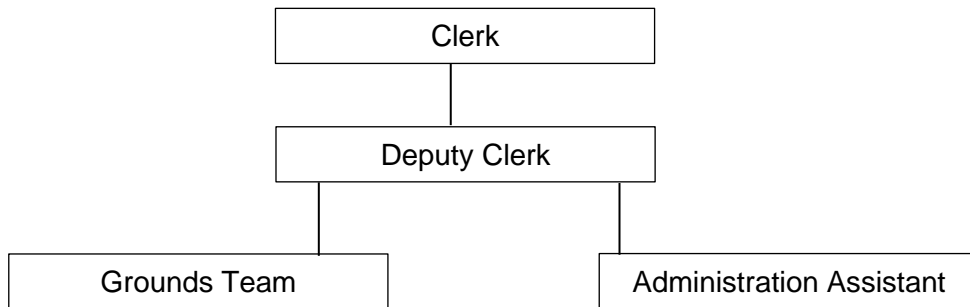 Clerk
Deputy Clerk
Grounds Team
Administration Assistant